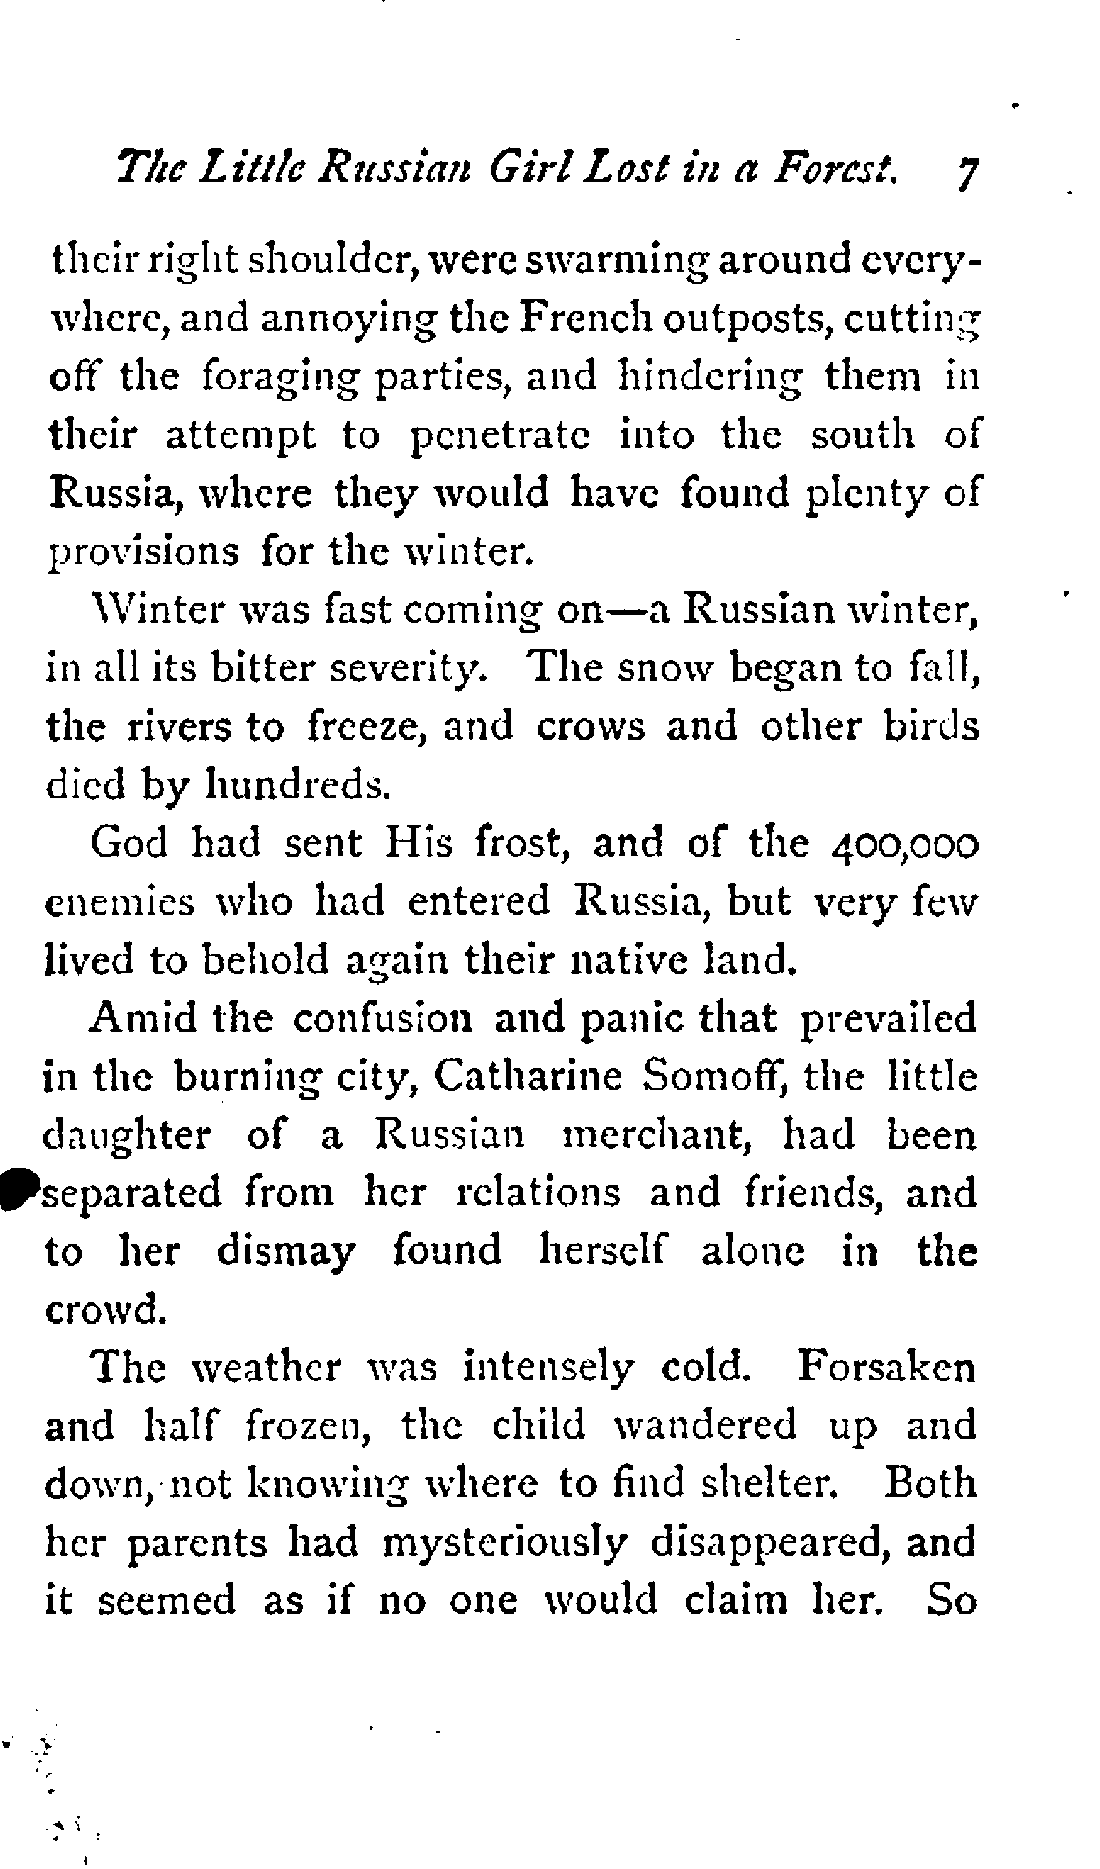 The Little Russian Girl Lost in a Forest. 7
their right shoulder, were swarming around every-
where, and annoying the French outposts, cutting
off the foraging parties, and hindering them in
their attempt to penetrate into the south of
Russia, where they would have found plenty of
provisions for the winter.
Winter was fast coming on—a Russian winter,
in all its bitter severity. The snow began to fall,
the rivers to freeze, and crows and other birds
died by hundreds.
God had sent His frost, and of the 400,000
enemies who had entered Russia, but very few
lived to behold again their native land.
Amid the confusion and panic that prevailed
in the burning city, Catharine Somoff, the little
daughter of a Russian merchant, had been
separated from her relations and friends, and
to her dismay found herself alone in the
crowd.
The weather was intensely cold. Forsaken
and half frozen, the child wandered up and
down, not knowing where to find shelter. Both
her parents had mysteriously disappeared, and
it seemed as if no one would claim her. So